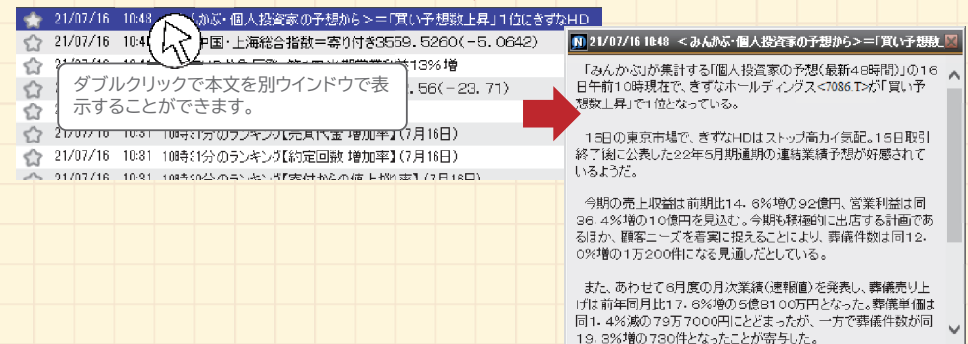 21/07/16 10:48 んかぶ・個人投資家の予想から＞＝「買い予想数上昇」1位にきずなHD
21/07/16 10:4 中国・上海総合指数＝寄り付き3559.5260(－5.0642)
13%増
.56(－23.71)
21/07/16 10:31 10時31分のランキング【売買代金 増加率】(7月16日)
21/07/16 10:31 10時31分のランキング【約定回数 増加率】(7月16日)
21/07/16 10:31 10時30分のランキング【寄付からの値上がり率】(7月16日)
ダブルクリックで本文を別ウインドウで表
示することができます。
21/07/16 10:48 ＜みんかぶ・個人投資家の予想から＞＝「買い予想数
「みんかぶ」が集計する「個人投資家の予想(最新48時間)」の16
日午前10時現在で、きずなホールディングス<7086.T>が「買い予
想数上昇」で1位となっている。
15日の東京市場で、きずなHDはストップ高カイ気配。15日取引
終了後に公表した22年5月期通期の連結業績予想が好感されて
いるようだ。
今期の売上収益は前期比14.6%増の92億円、営業利益は同
36.4%増の10億円を見込む。今期も積極的に出店する計画であ
るほか、顧客ニーズを着実に捉えることにより、葬儀件数は同12.
0%増の1万200件になる見通しだとしている。
また、あわせて6月度の月次業績(速報値)を発表し、葬儀売り上
げは前年同月比17.6%増の5億8100万円となった。葬儀単価は
同1.4%減の79万7000円にとどまったが、一方で葬儀件数が同
19.3%増の730件となったことが寄与した。